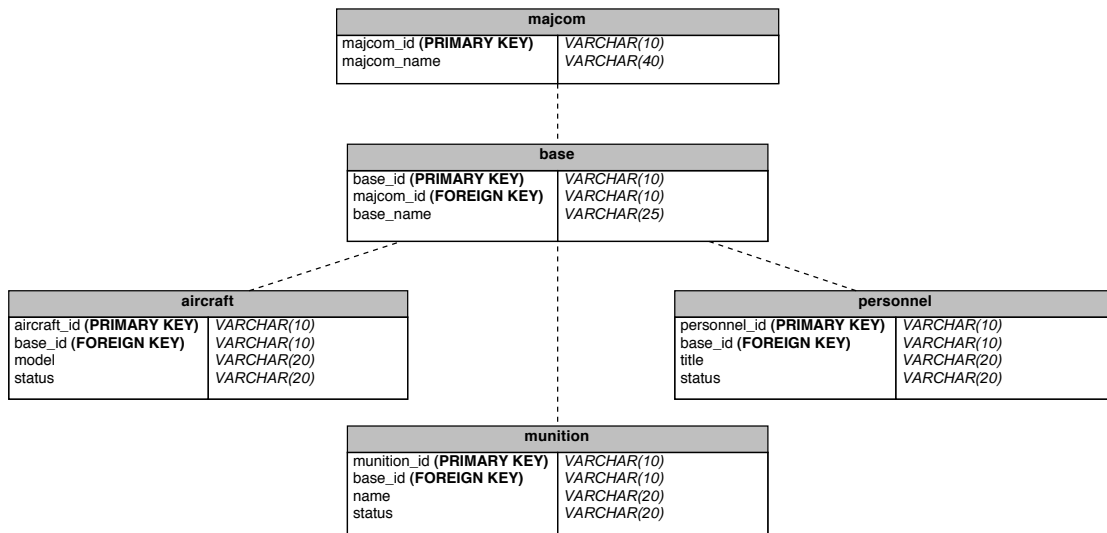 majcom
majcom_id (PRIMARY KEY) VARCHAR(10)
majcom_name VARCHAR(40)
base
base_id (PRIMARY KEY) VARCHAR(10)
majcom_id (FOREIGN KEY) VARCHAR(10)
base_name VARCHAR(25)
aircraft
aircraft_id (PRIMARY KEY) VARCHAR(10)
base_id (FOREIGN KEY) VARCHAR(10)
model VARCHAR(20)
status VARCHAR(20)
personnel
personnel_id (PRIMARY KEY) VARCHAR(10)
base_id (FOREIGN KEY) VARCHAR(10)
title VARCHAR(20)
status VARCHAR(20)
munition
munition_id (PRIMARY KEY) VARCHAR(10)
base_id (FOREIGN KEY) VARCHAR(10)
name VARCHAR(20)
status VARCHAR(20)